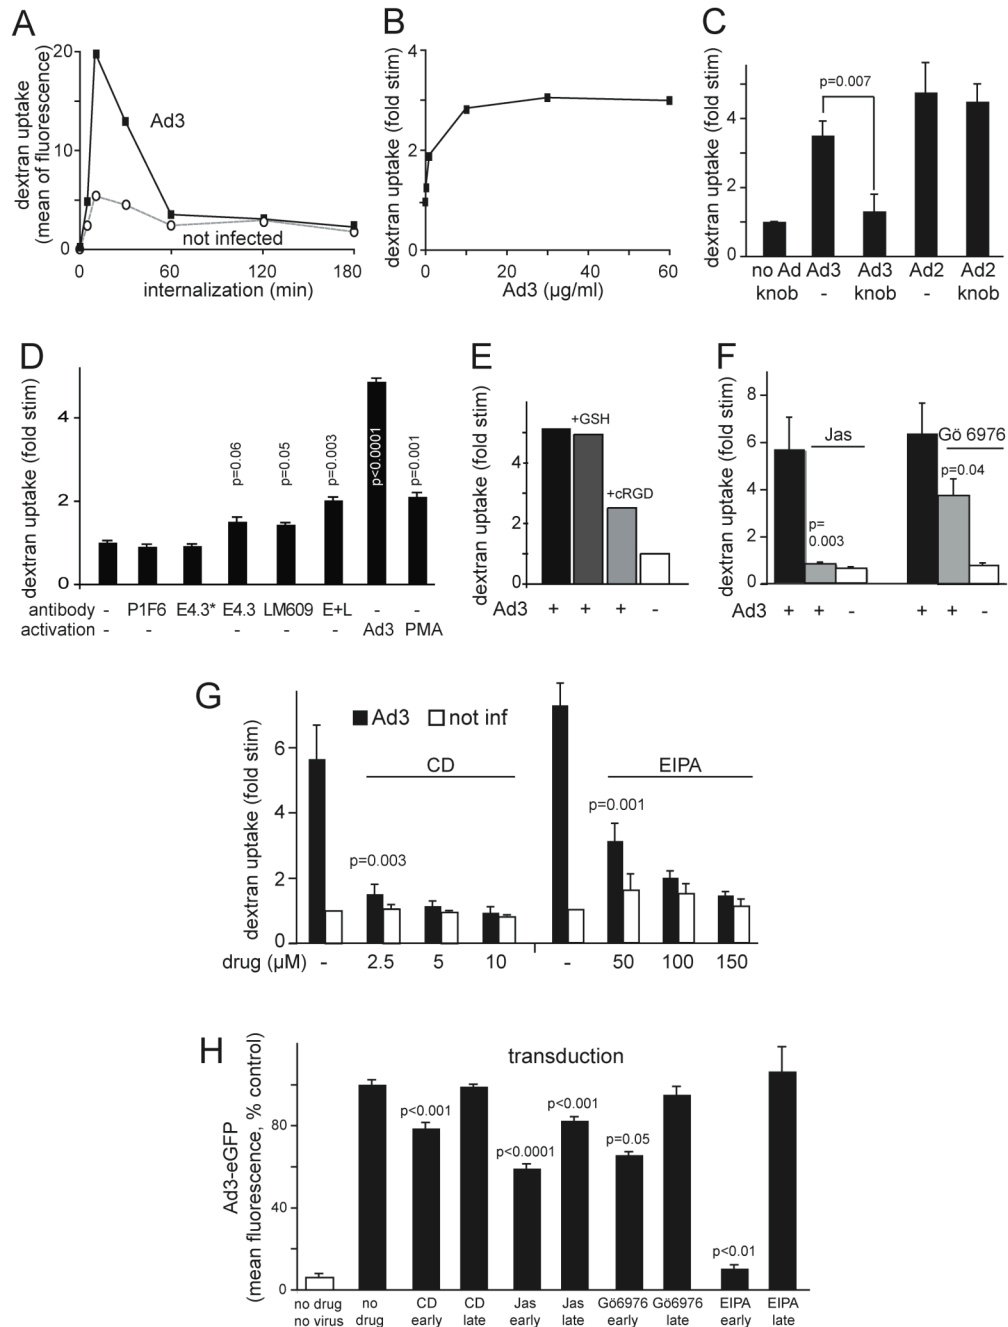 A
dextran uptake
(mean of fluorescence)
20
10
0
Ad3
not infected
0 60 120 180
internalization (min)
B
dextran uptake (fold stim)
4
2
0
0 20 40 60
Ad3 (µg/ml)
C
dextran uptake (fold stim)
p=0.007
4
2
0
no Ad Ad3 Ad3 Ad2 Ad2
knob - knob - knob
D
dextran uptake (fold stim)
4
2
0
p=0.06
p=0.05
p=0.003
p<0.0001
p=0.001
antibody - P1F6 E4.3* E4.3 LM609 E+L - -
activation - - - - - Ad3 PMA
E
dextran uptake (fold stim)
+GSH
+cRGD
4
2
0
Ad3 + + + -
F
dextran uptake (fold stim)
8
6
4
2
0
Jas
Gö 6976
p=
0.003
p=0.04
Ad3 + + - + + -
G
dextran uptake (fold stim)
Ad3 not inf
6
4
2
0
CD
EIPA
p=0.003
p=0.001
drug (µM) - 2.5 5 10 - 50 100 150
H
transduction
Ad3-eGFP
(mean fluorescence, % control)
80
40
0
p<0.001
p<0.0001
p<0.001
p=0.05
p<0.01
no drug no CD CD Jas Jas Gö6976 Gö6976 EIPA EIPA
no virus drug early late early late early late early late